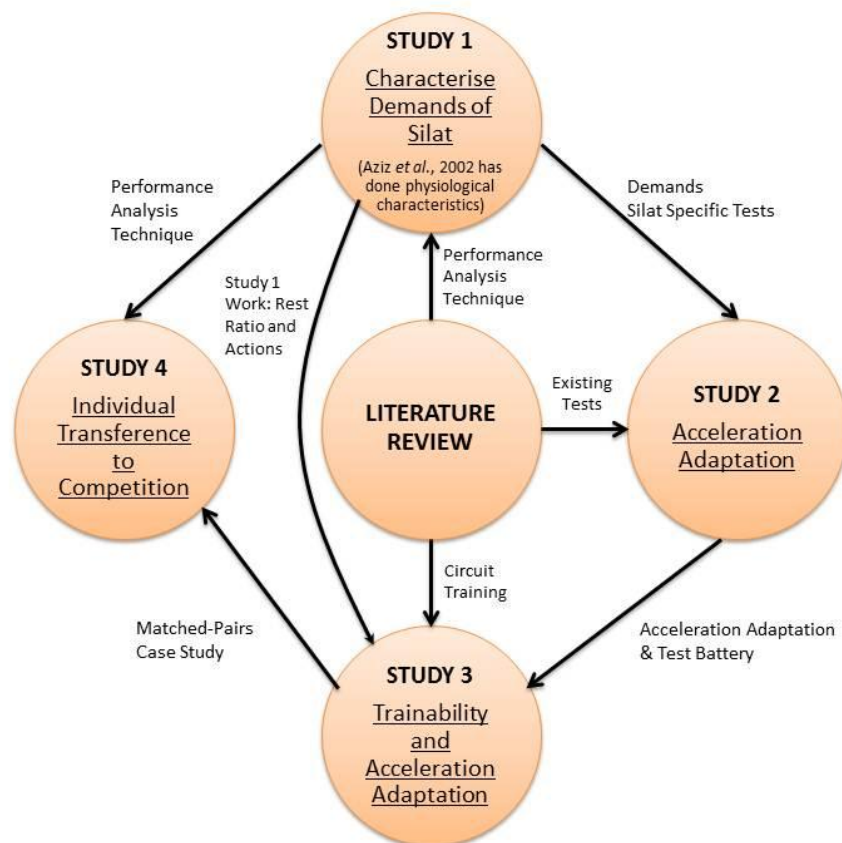 STUDY 1
Characterise
Demands of
Silat
(Aziz et al., 2002 has
done physiological
characteristics)
Performance
Analysis
Technique
Demands
Silat Specific Tests
Study 1
Work: Rest
Ratio and
Actions
Performance
Analysis
Technique
STUDY 4
Individual
Transference
to
Competition
LITERATURE
REVIEW
Existing
Tests
STUDY 2
Acceleration
Adaptation
Circuit
Training
Matched-Pairs
Case Study
Acceleration Adaptation
& Test Battery
STUDY 3
Trainability
and
Acceleration
Adaptation